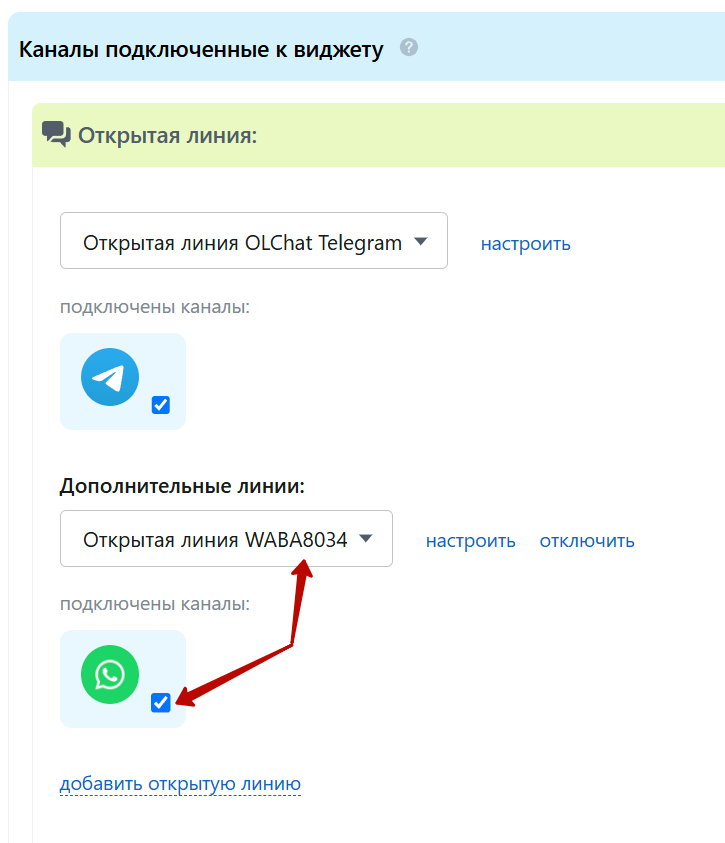 Каналы подключенные к виджету ?
Открытая линия:
Открытая линия OLChat Telegram настроить
подключены каналы:
Дополнительные линии:
Открытая линия WABA8034 настроить отключить
подключены каналы:
добавить открытую линию